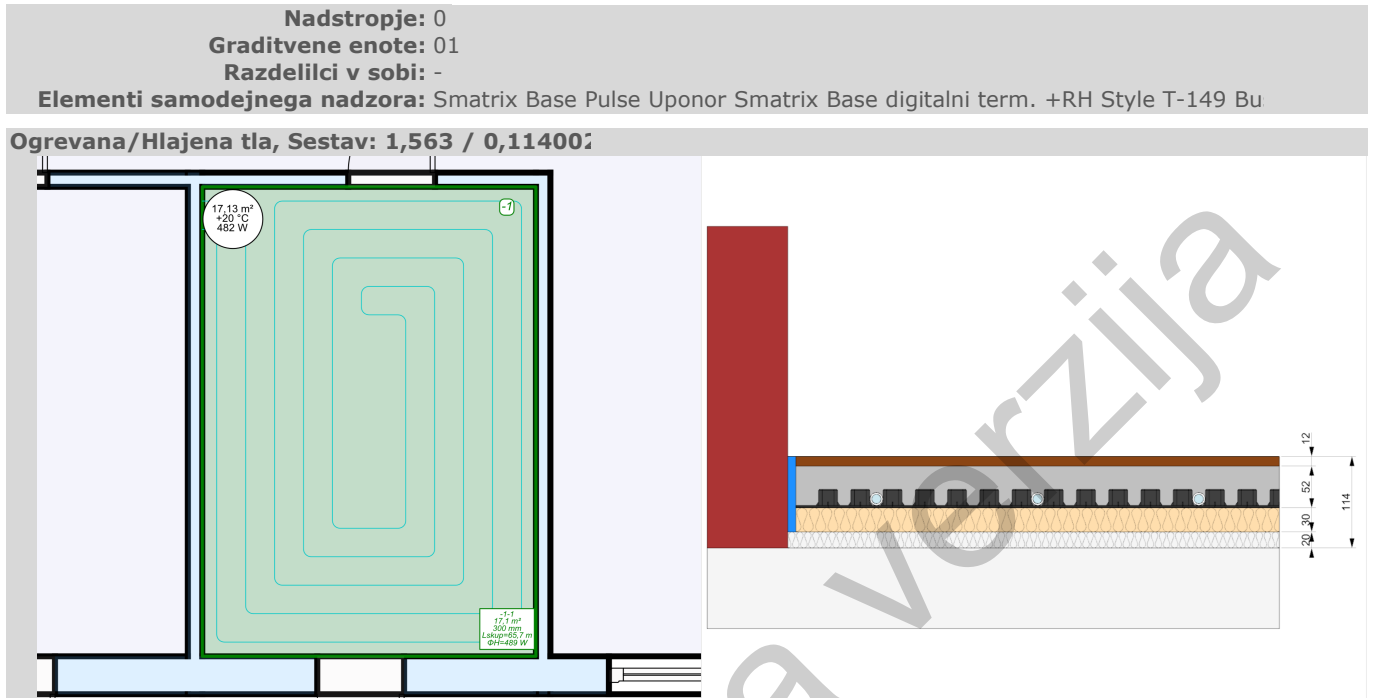 Nadstropje: 0
Graditvene enote: 01
Razdelilci v sobi: -
Elementi samodejnega nadzora: Smatrix Base Pulse Uponor Smatrix Base digitalni term. +RH Style T-149 Bu
Ogrevana/Hlajena tla, Sestav: 1,563 / 0,114002
17,13 m²
+20 °C
482 W
-1
-1-1
17,1 m²
300 mm
Lskup=65,7 m
ΦH=489 W
12
52
30
20
114
a verzija